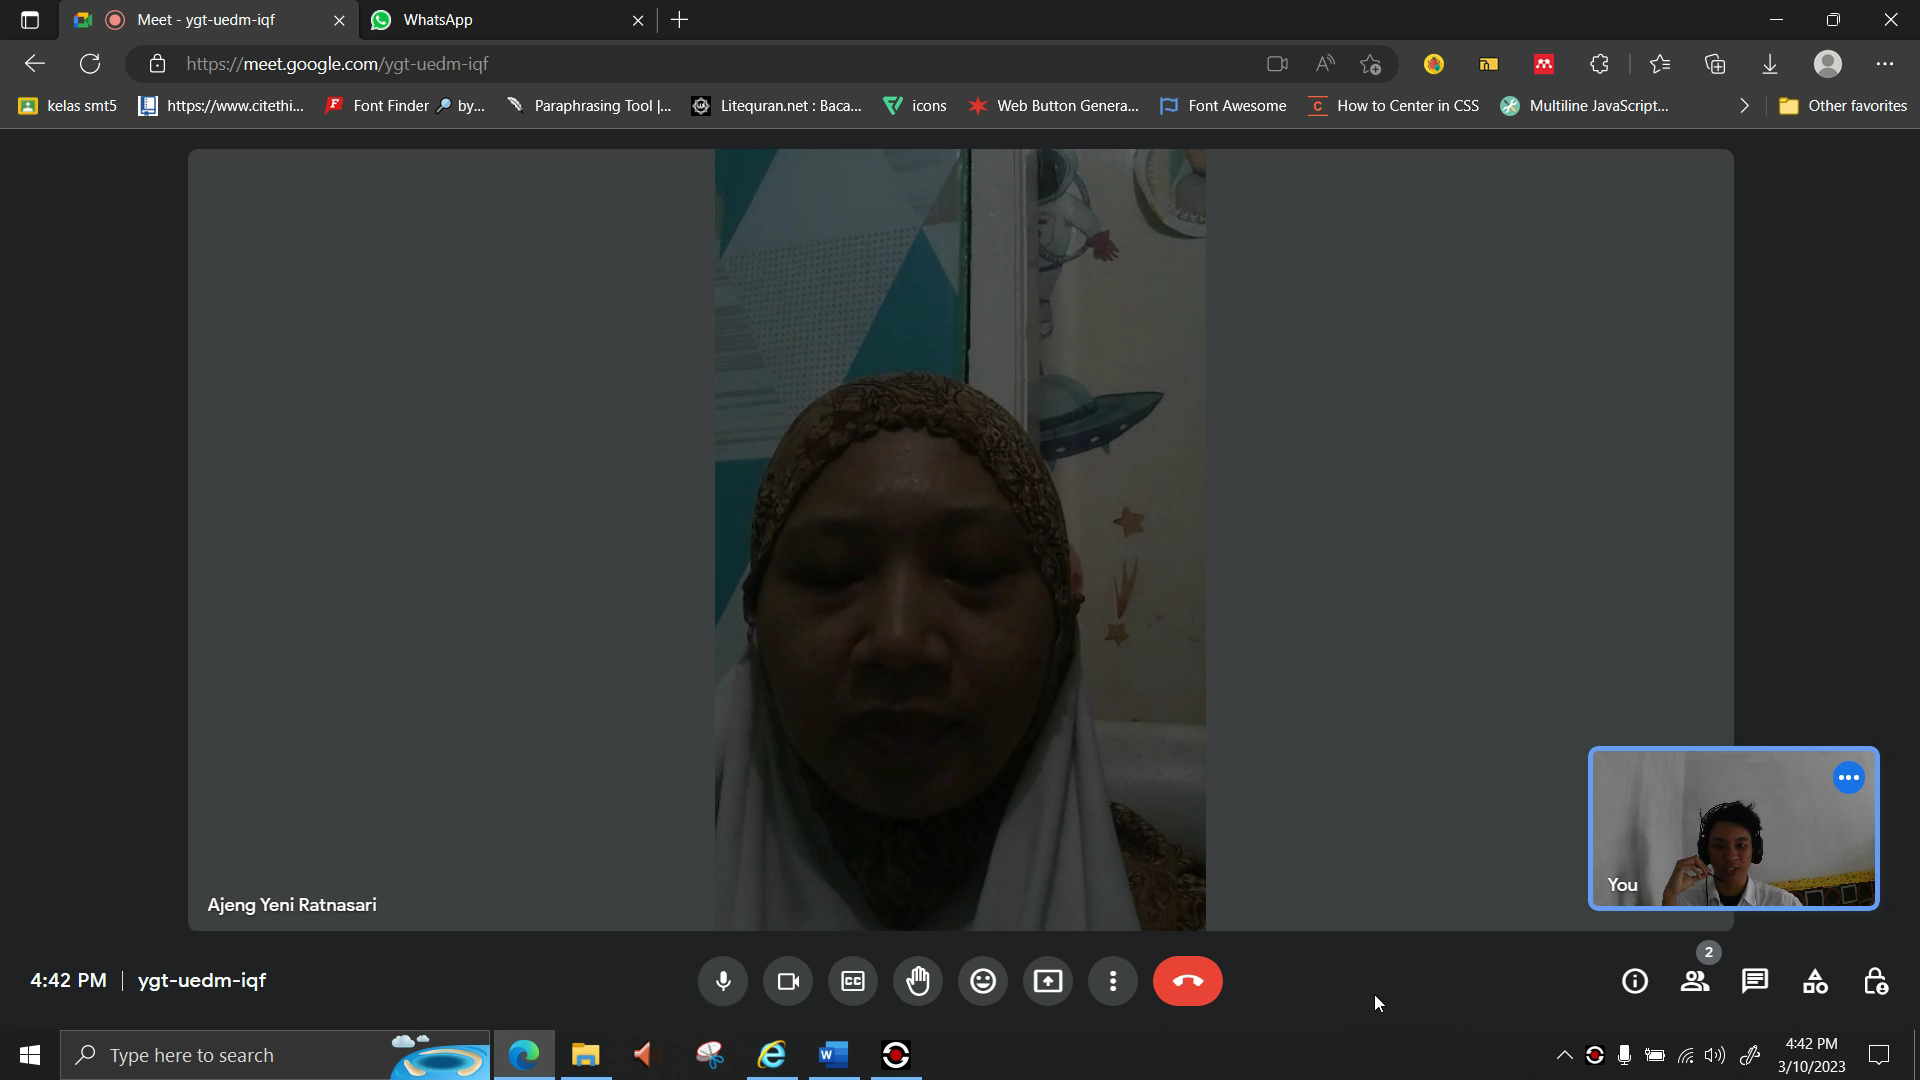 Meet - ygt-uedm-iqf
WhatsApp
https://meet.google.com/ygt-uedm-iqf
kelas smt5
https://www.citethi...
Font Finder 🔎 by...
Paraphrasing Tool |...
Litequran.net : Baca...
icons
Web Button Genera...
Font Awesome
How to Center in CSS
Multiline JavaScript...
Other favorites
You
Ajeng Yeni Ratnasari
2
4:42 PM | ygt-uedm-iqf
CC
Type here to search
4:42 PM
3/10/2023